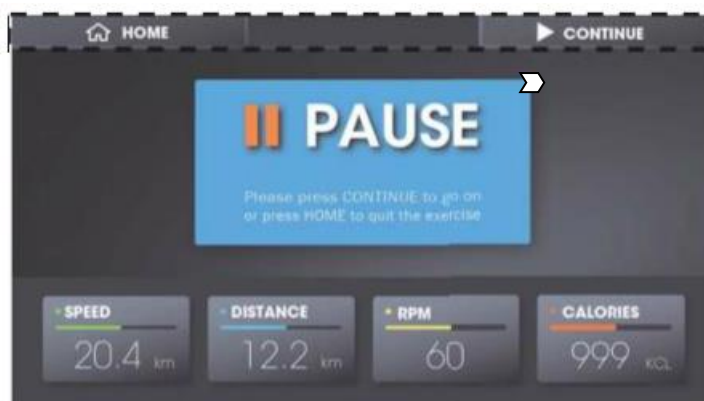 HOME
CONTINUE
PAUSE
Please press CONTINUE to go on
or press HOME to quit the exercise
SPEED
20.4 km
DISTANCE
12.2 km
RPM
60
CALORIES
999 KCL